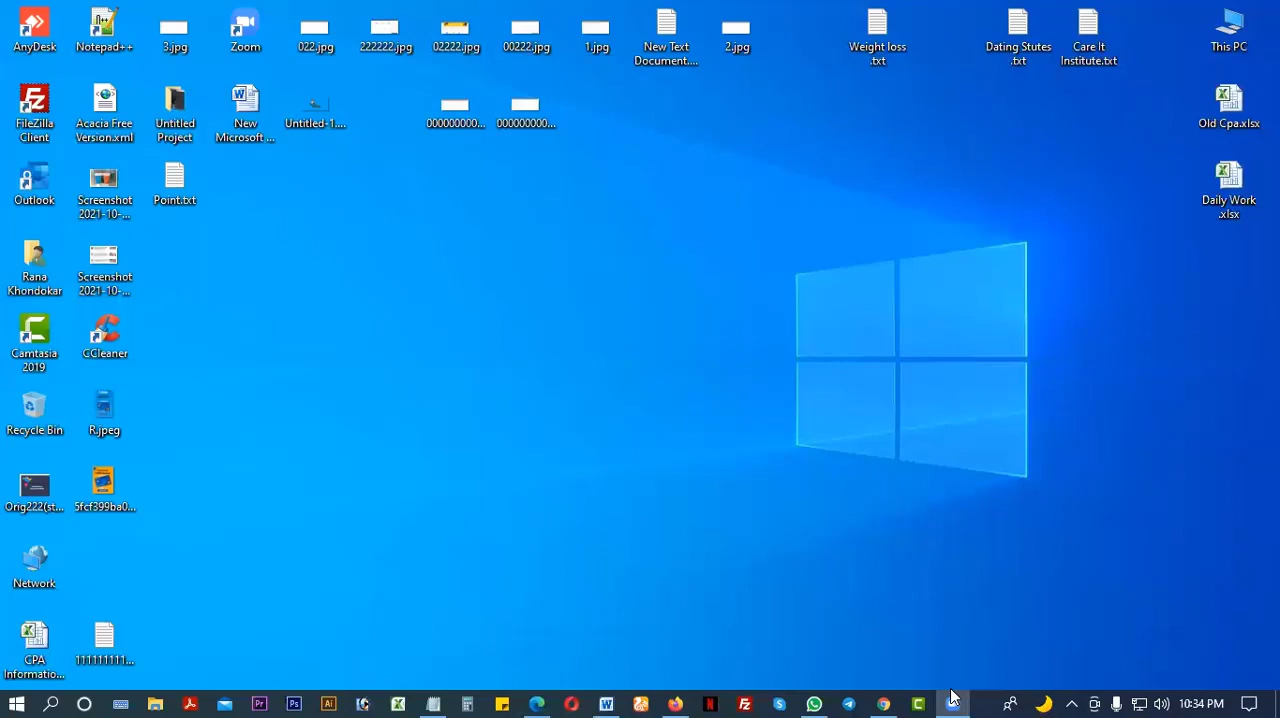 AnyDesk
Notepad++
3.jpg
Zoom
022.jpg
222222.jpg
02222.jpg
00222.jpg
1.jpg
New Text
Document....
2.jpg
Weight loss
.txt
Dating Stutes
.txt
Care It
Institute.txt
This PC
FileZilla
Client
Acacia Free
Version.xml
Untitled
Project
New
Microsoft ...
Untitled-1....
000000000...
000000000...
Old Cpa.xlsx
Outlook
Screenshot
2021-10-...
Point.txt
Daily Work
.xlsx
Rana
Khondokar
Screenshot
2021-10-...
Camtasia
2019
CCleaner
Recycle Bin
R.jpeg
Orig222(st...
5fcf399ba0...
Network
CPA
Informatio...
111111111...
10:34 PM